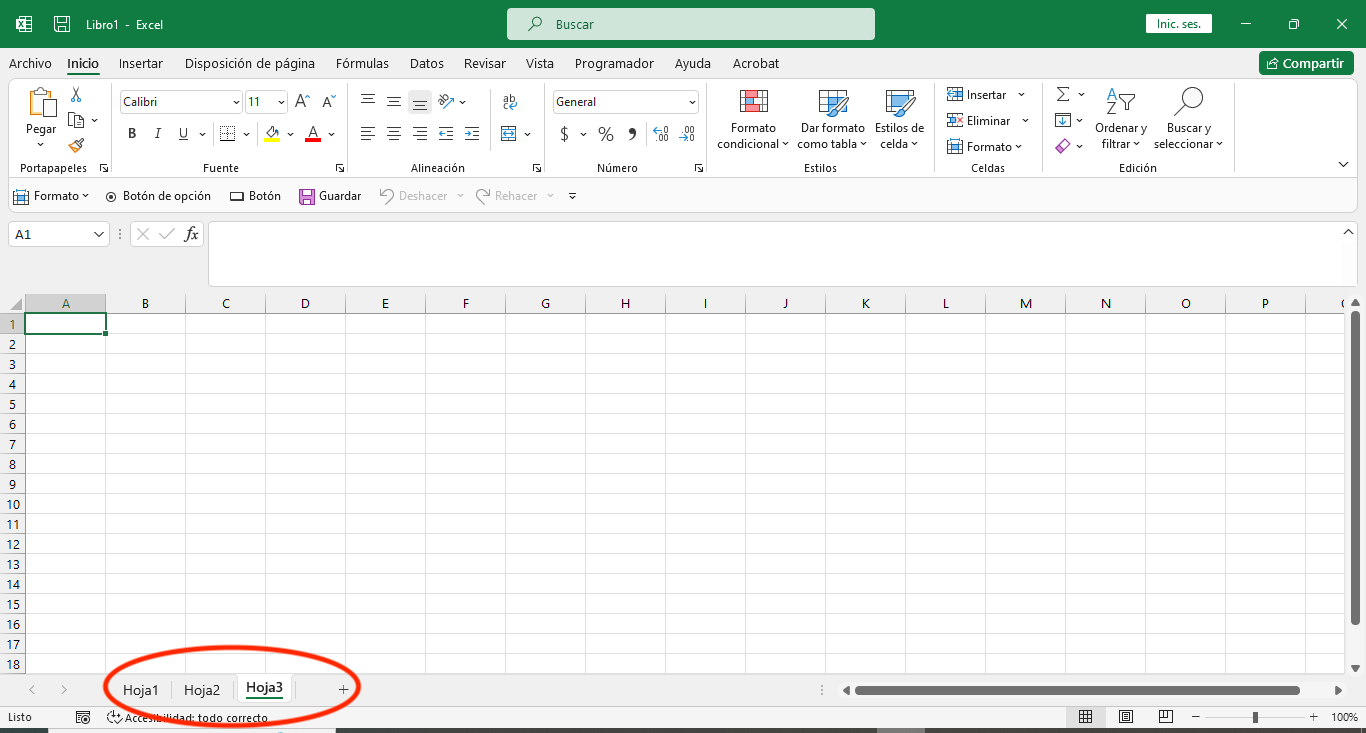 Libro1 - Excel
Buscar
Inic. ses.
Archivo Inicio Insertar Disposición de página Fórmulas Datos Revisar Vista Programador Ayuda Acrobat Compartir
Pegar
Portapapeles
Calibri 11 A A
N K S A
B I U A
Fuente
ab
c
Alineación
General
$ % 9 ,00
Número
Formato condicional
Dar formato como tabla
Estilos de celda
Estilos
Insertar
Eliminar
Formato
Celdas
Ordenar y filtrar
Buscar y seleccionar
Edición
Formato Botón de opción Botón Guardar Deshacer Rehacer
A1 fx
A B C D E F G H I J K L M N O P
1
2
3
4
5
6
7
8
9
10
11
12
13
14
15
16
17
18
Hoja1 Hoja2 Hoja3 +
Listo Accesibilidad: todo correcto 100%